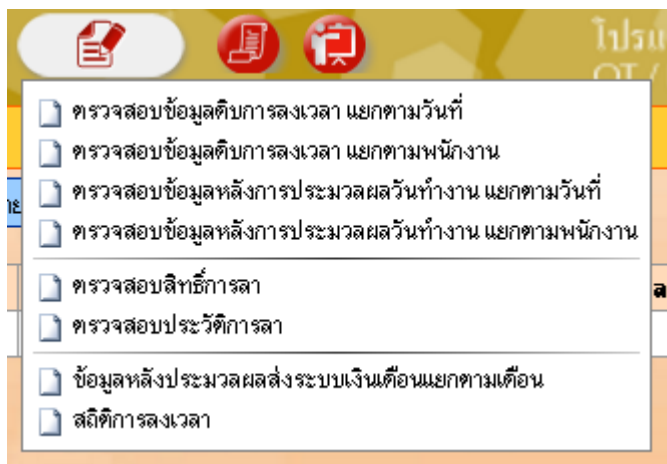 โปรแ
OT /
ตรวจสอบข้อมูลดิบการลงเวลา แยกตามวันที่
ตรวจสอบข้อมูลดิบการลงเวลา แยกตามพนักงาน
ตรวจสอบข้อมูลหลังการประมวลผลวันทำงาน แยกตามวันที่
ตรวจสอบข้อมูลหลังการประมวลผลวันทำงาน แยกตามพนักงาน
ตรวจสอบสิทธิ์การลา
ตรวจสอบประวัติการลา
ข้อมูลหลังประมวลผลส่งระบบเงินเดือนแยกตามเดือน
สถิติการลงเวลา